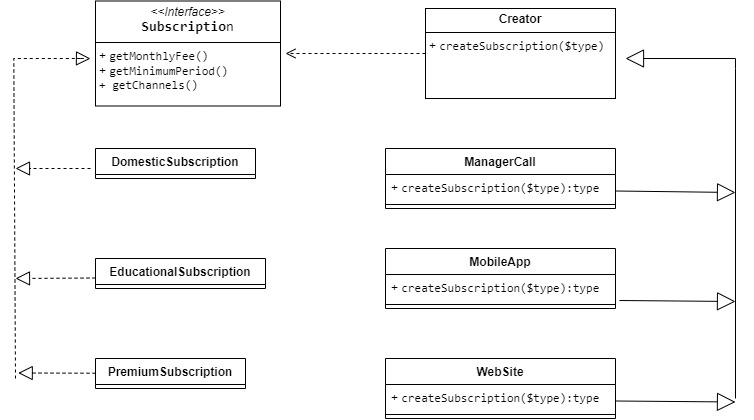 <<Interface>>
Subscription
+ getMonthlyFee()
+ getMinimumPeriod()
+ getChannels()
Creator
+ createSubscription($type)
DomesticSubscription
ManagerCall
+ createSubscription($type):type
EducationalSubscription
MobileApp
+ createSubscription($type):type
PremiumSubscription
WebSite
+ createSubscription($type):type